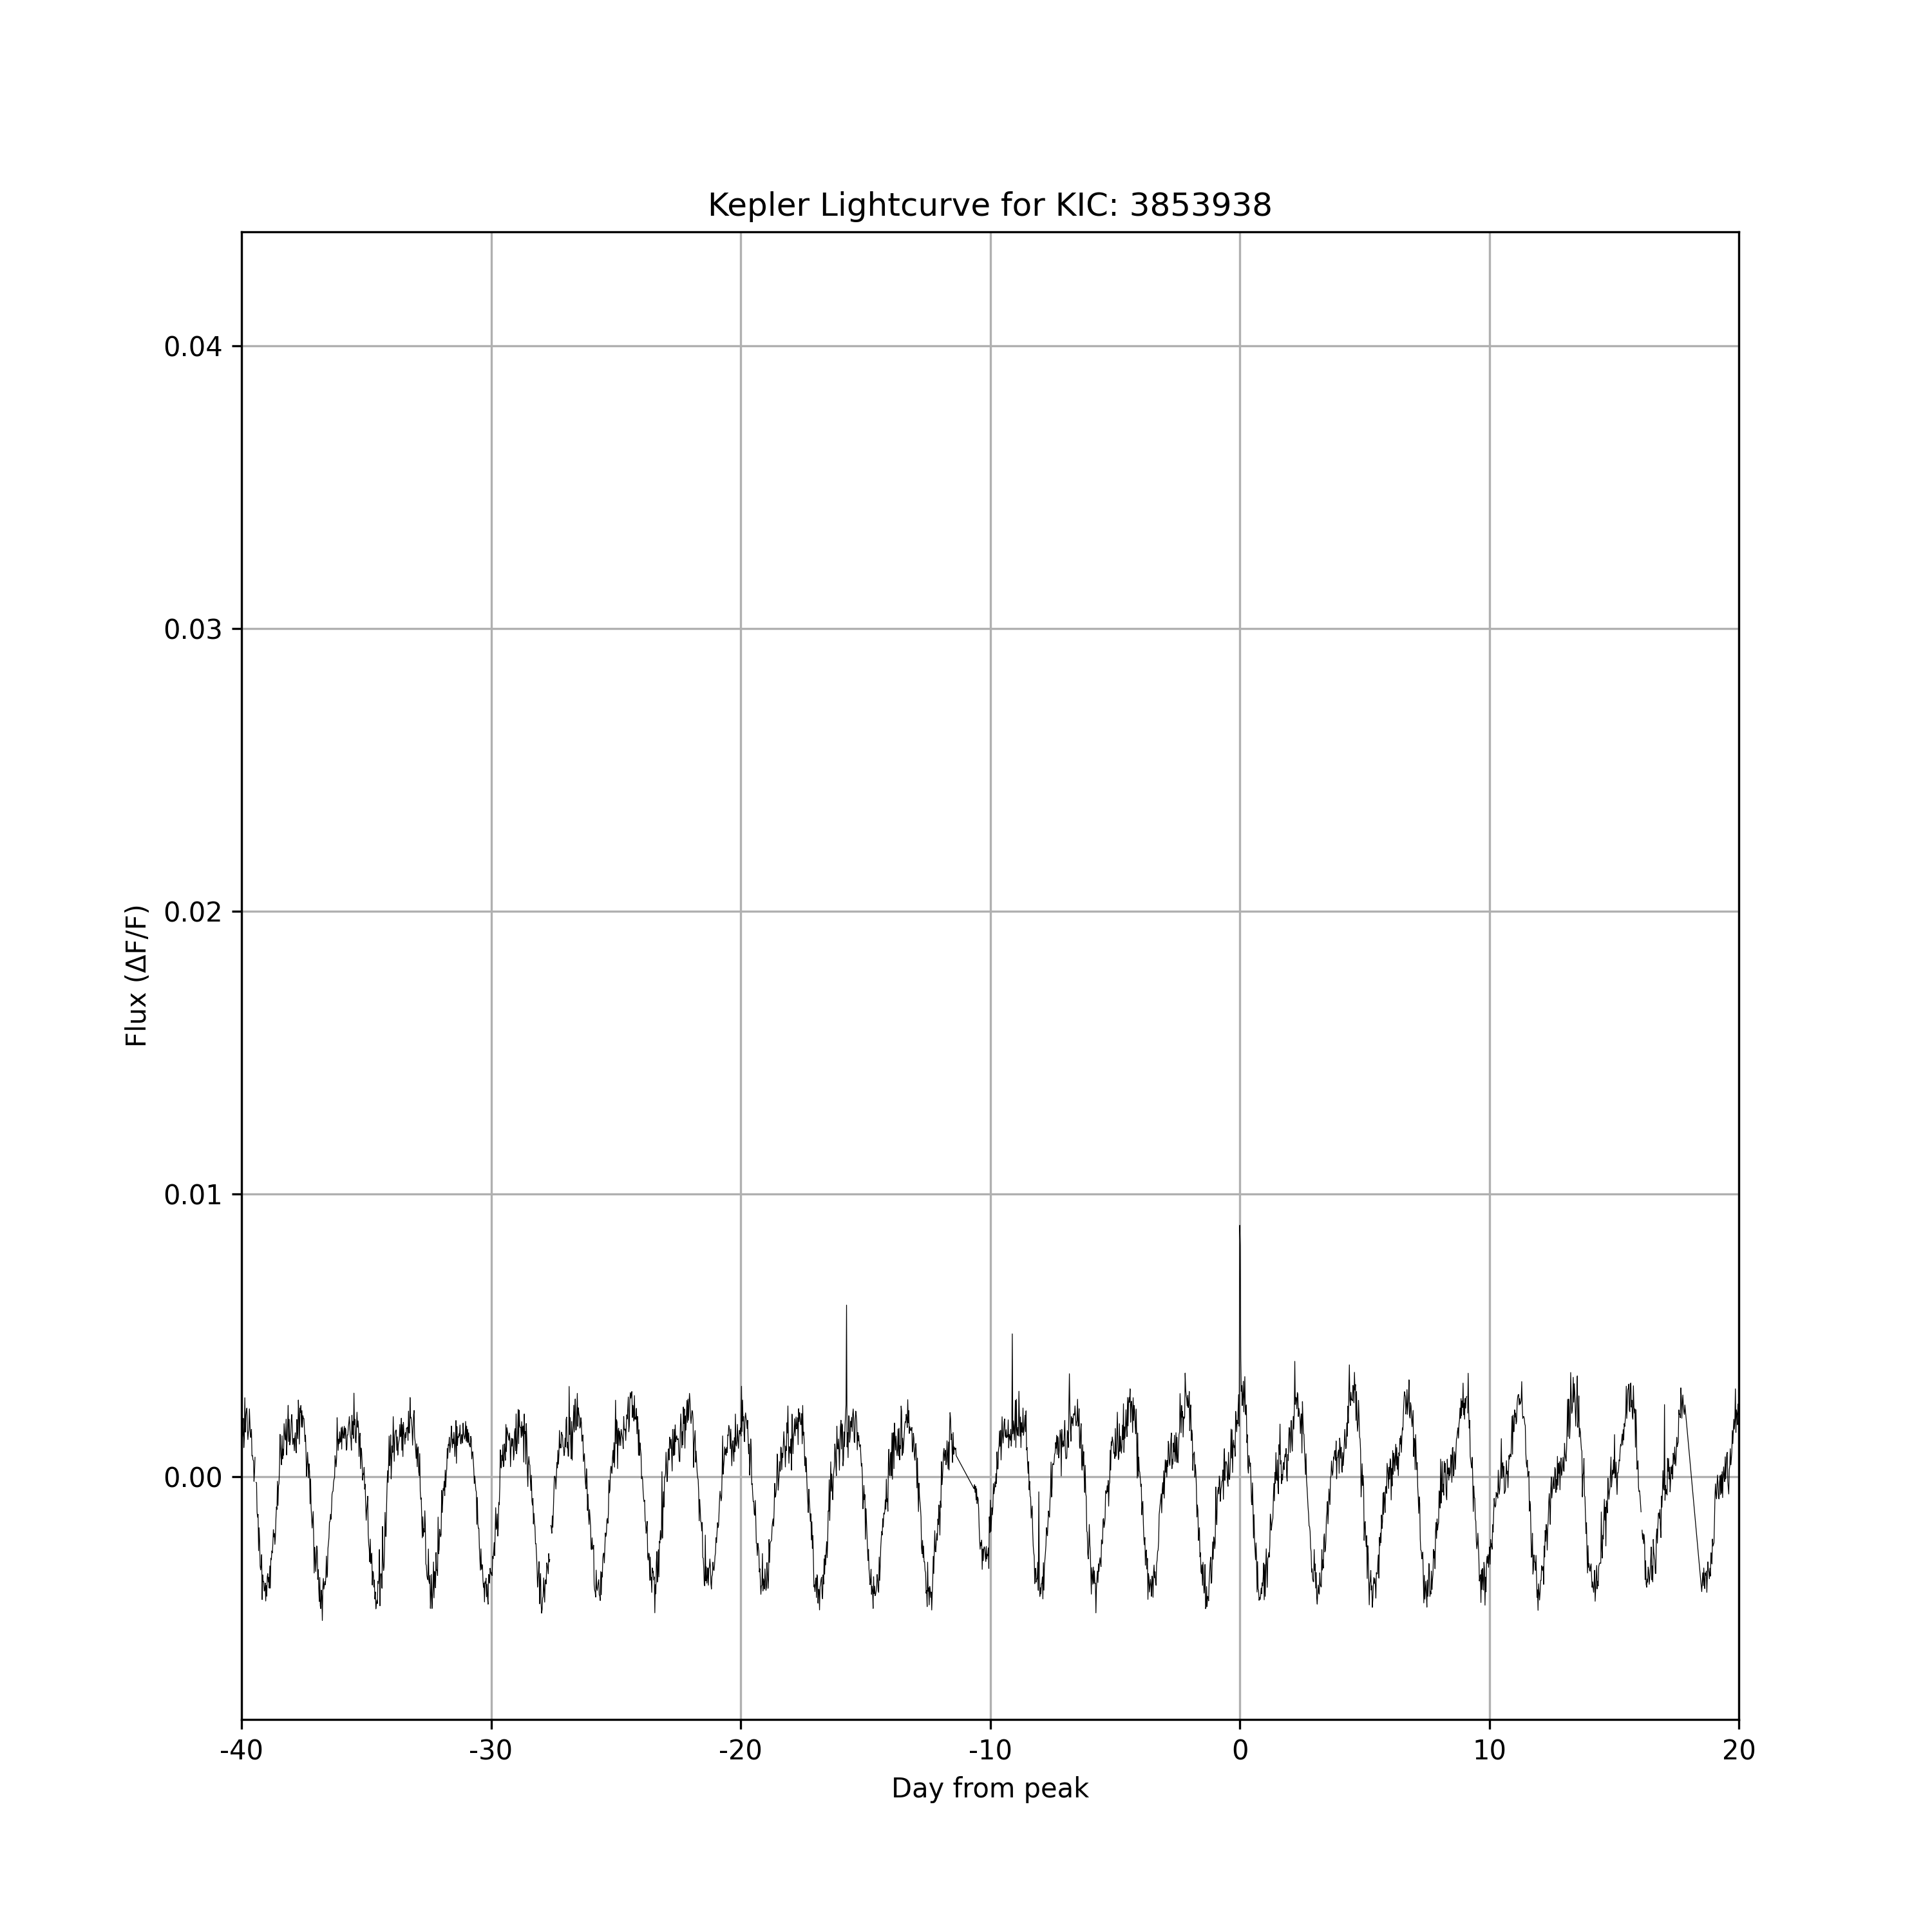 Kepler Lightcurve for KIC: 3853938
0.04
0.03
0.02
0.01
0.00
Flux (ΔF/F)
-40 -30 -20 -10 0 10 20
Day from peak